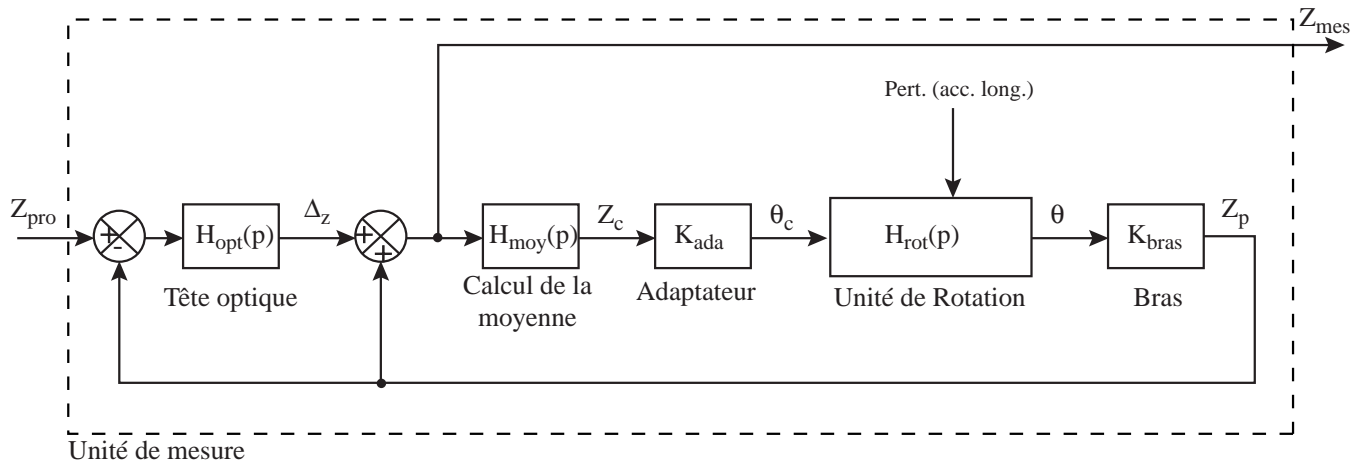 Z_mes
Pert. (acc. long.)
Z_pro
+
-
H_opt(p)
Δ_z
+
+
H_moy(p)
Z_c
K_ada
θ_c
H_rot(p)
θ
K_bras
Z_p
Tête optique
Calcul de la
moyenne
Adaptateur
Unité de Rotation
Bras
Unité de mesure